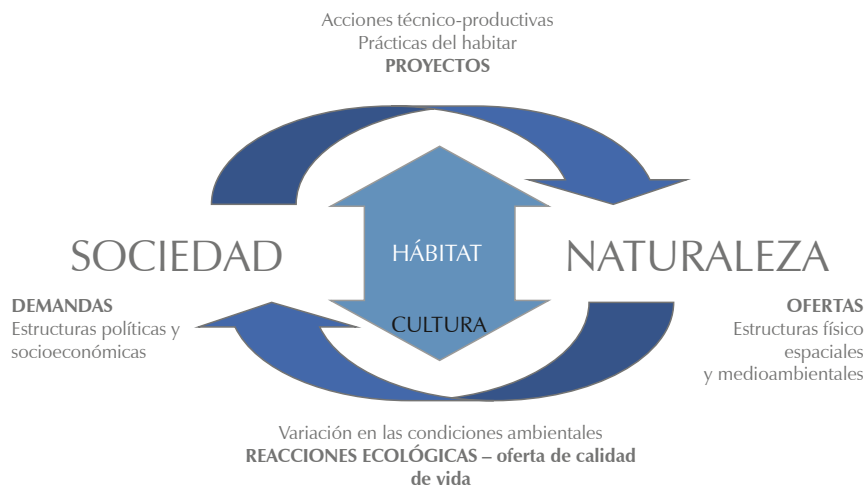 Acciones técnico-productivas
Prácticas del habitar
PROYECTOS
SOCIEDAD
HÁBITAT
NATURALEZA
DEMANDAS
Estructuras políticas y
socioeconómicas
CULTURA
OFERTAS
Estructuras físico
espaciales
y medioambientales
Variación en las condiciones ambientales
REACCIONES ECOLÓGICAS – oferta de calidad
de vida